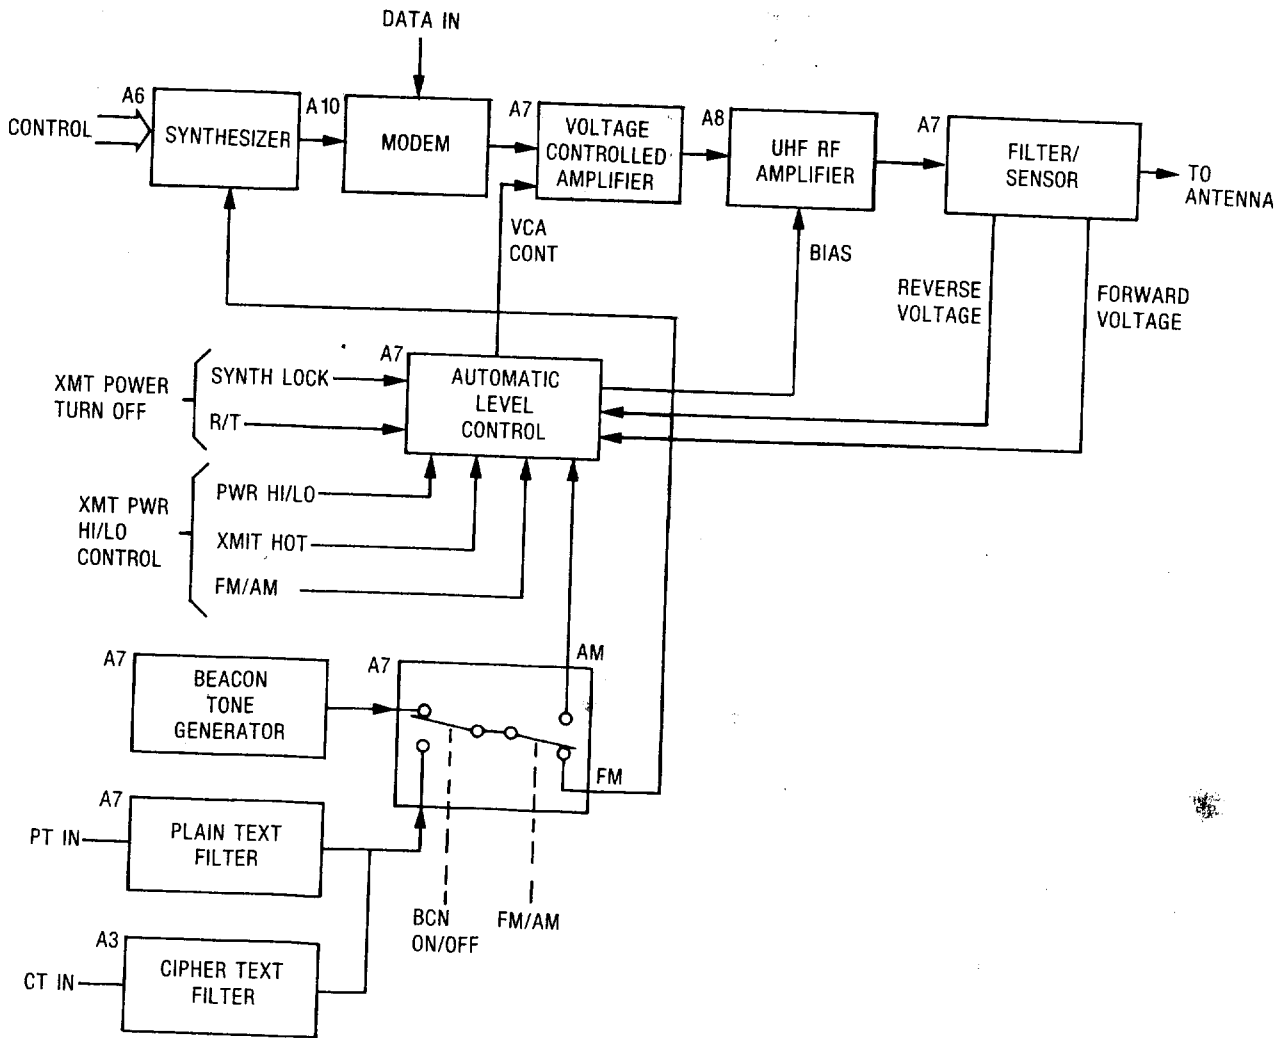 DATA IN
CONTROL
A6
SYNTHESIZER
A10
MODEM
A7
VOLTAGE
CONTROLLED
AMPLIFIER
A8
UHF RF
AMPLIFIER
A7
FILTER/
SENSOR
TO
ANTENNA
VCA
CONT
BIAS
REVERSE
VOLTAGE
FORWARD
VOLTAGE
XMT POWER
TURN OFF
SYNTH LOCK
R/T
A7
AUTOMATIC
LEVEL
CONTROL
XMT PWR
HI/LO
CONTROL
PWR HI/LO
XMIT HOT
FM/AM
A7
BEACON
TONE
GENERATOR
A7
AM
FM
A7
PT IN
PLAIN TEXT
FILTER
BCN
ON/OFF
FM/AM
A3
CT IN
CIPHER TEXT
FILTER